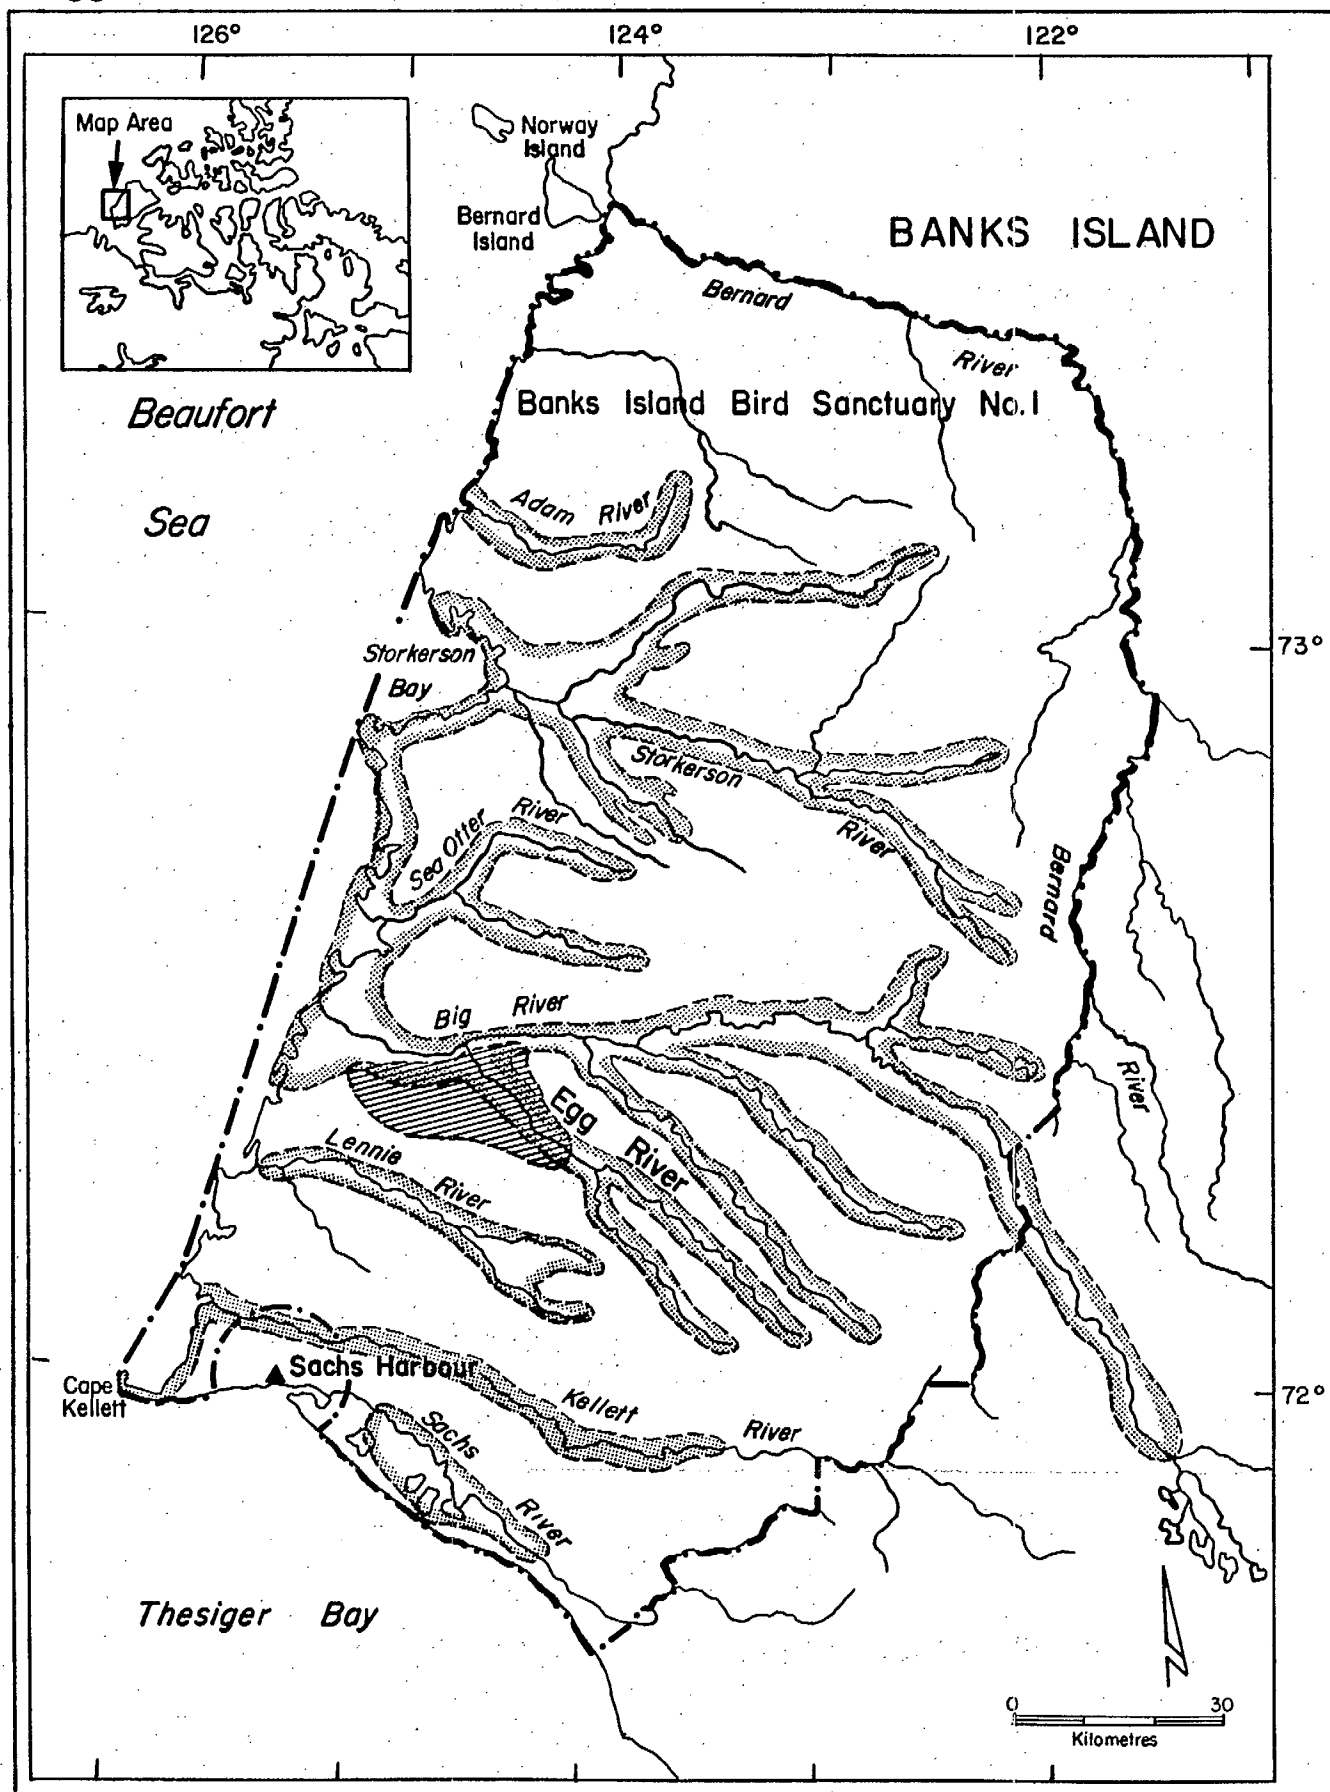 126° 124° 122°
Map Area
Norway
Island
Bernard
Island
BANKS ISLAND
Bernard
River
Beaufort
Sea
Banks Island Bird Sanctuary No. 1
Adam River
73°
Storkerson
Bay
Storkerson
River
Sea Otter River
Bernard
River
Big River
Egg River
Lennie River
Sachs Harbour
Cape
Kellett
72°
Kellett River
Sachs River
Thesiger Bay
0 30
Kilometres